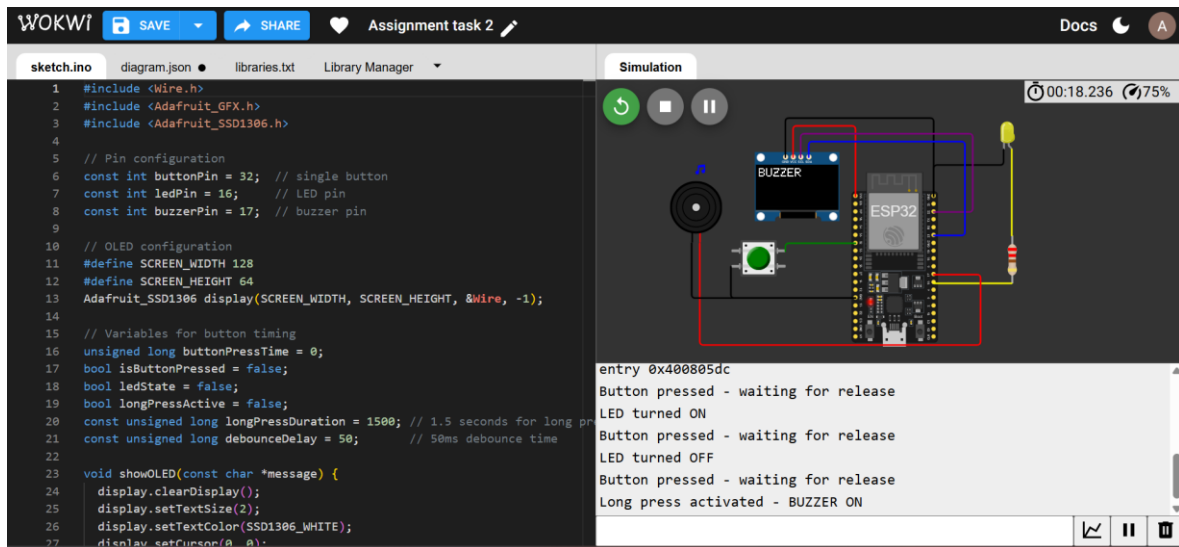 WOKWI SAVE SHARE Assignment task 2 Docs A
sketch.ino diagram.json ● libraries.txt Library Manager
1 #include <Wire.h>
2 #include <Adafruit_GFX.h>
3 #include <Adafruit_SSD1306.h>
4
5 // Pin configuration
6 const int buttonPin = 32; // single button
7 const int ledPin = 16; // LED pin
8 const int buzzerPin = 17; // buzzer pin
9
10 // OLED configuration
11 #define SCREEN_WIDTH 128
12 #define SCREEN_HEIGHT 64
13 Adafruit_SSD1306 display(SCREEN_WIDTH, SCREEN_HEIGHT, &Wire, -1);
14
15 // Variables for button timing
16 unsigned long buttonPressTime = 0;
17 bool isButtonPressed = false;
18 bool ledState = false;
19 bool longPressActive = false;
20 const unsigned long longPressDuration = 1500; // 1.5 seconds for long pre
21 const unsigned long debounceDelay = 50; // 50ms debounce time
22
23 void showOLED(const char *message) {
24 display.clearDisplay();
25 display.setTextSize(2);
26 display.setTextColor(SSD1306_WHITE);
27 display.setCursor(0, 0);
Simulation
00:18.236 75%
BUZZER
ESP32
entry 0x400805dc
Button pressed - waiting for release
LED turned ON
Button pressed - waiting for release
LED turned OFF
Button pressed - waiting for release
Long press activated - BUZZER ON